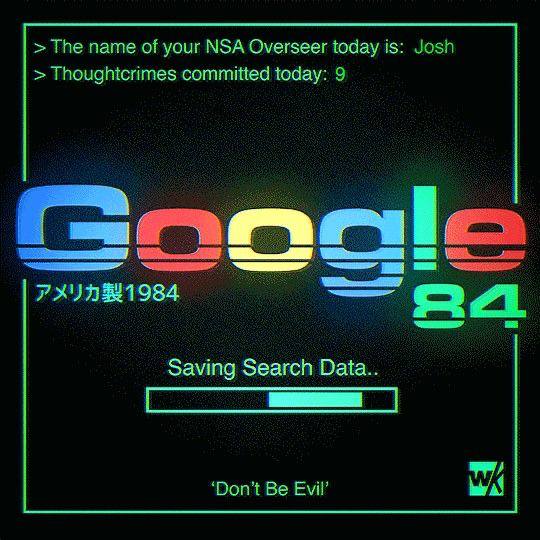 > The name of your NSA Overseer today is: Josh
> Thoughtcrimes committed today: 9
Google
アメリカ製1984
84
Saving Search Data..
'Don't Be Evil'
wk